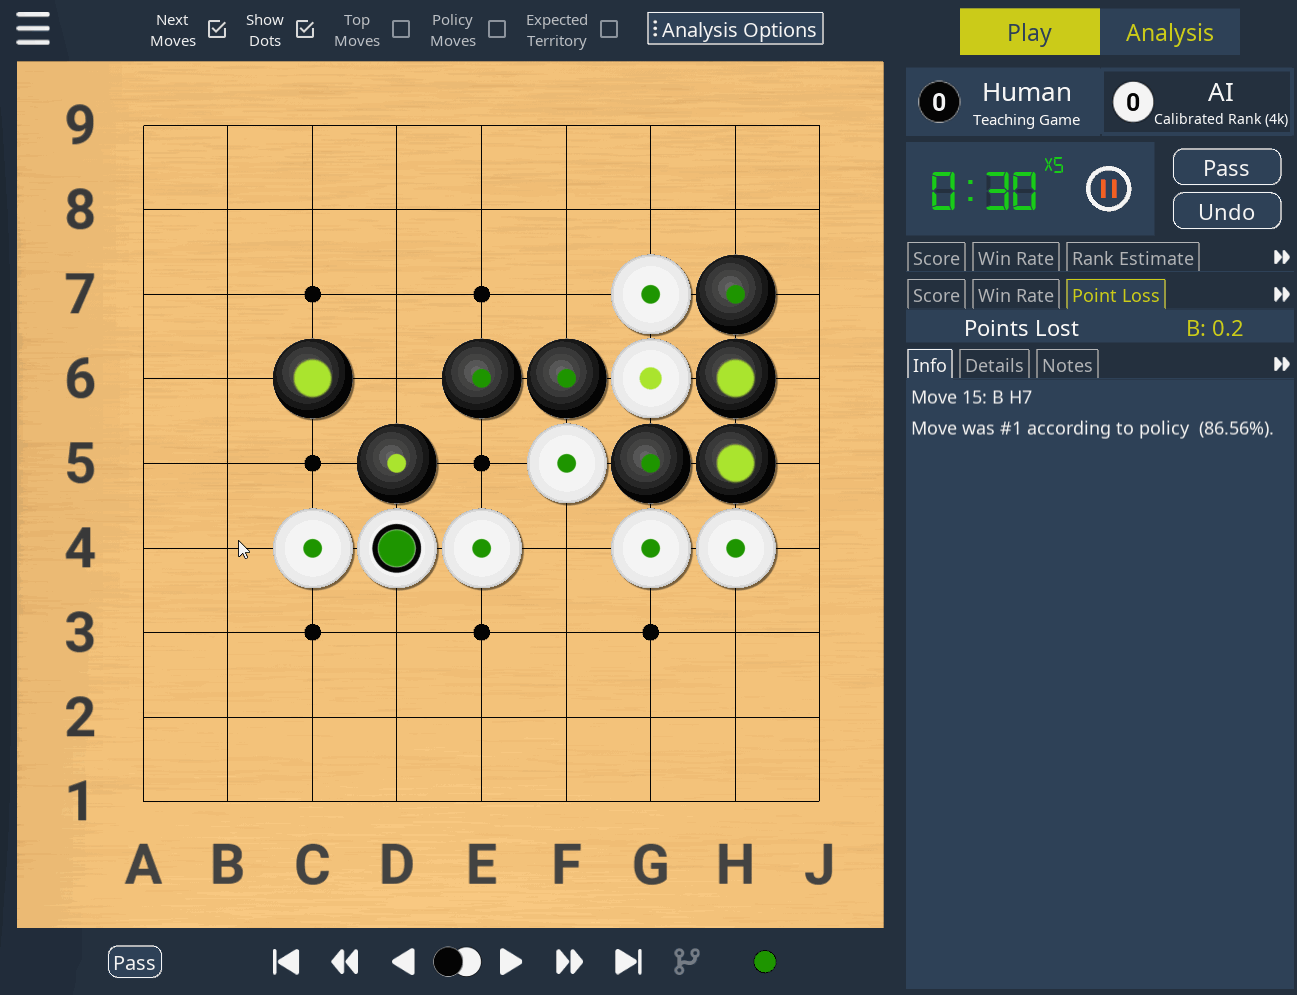 Next Moves
Show Dots
Top Moves
Policy Moves
Expected Territory
Analysis Options
Play
Analysis
0
Human
Teaching Game
0
AI
Calibrated Rank (4k)
0:30
x5
Pass
Undo
Score
Win Rate
Rank Estimate
Score
Win Rate
Point Loss
Points Lost
B: 0.2
Info
Details
Notes
Move 15: B H7
Move was #1 according to policy (86.56%).
9
8
7
6
5
4
3
2
1
A B C D E F G H J
Pass